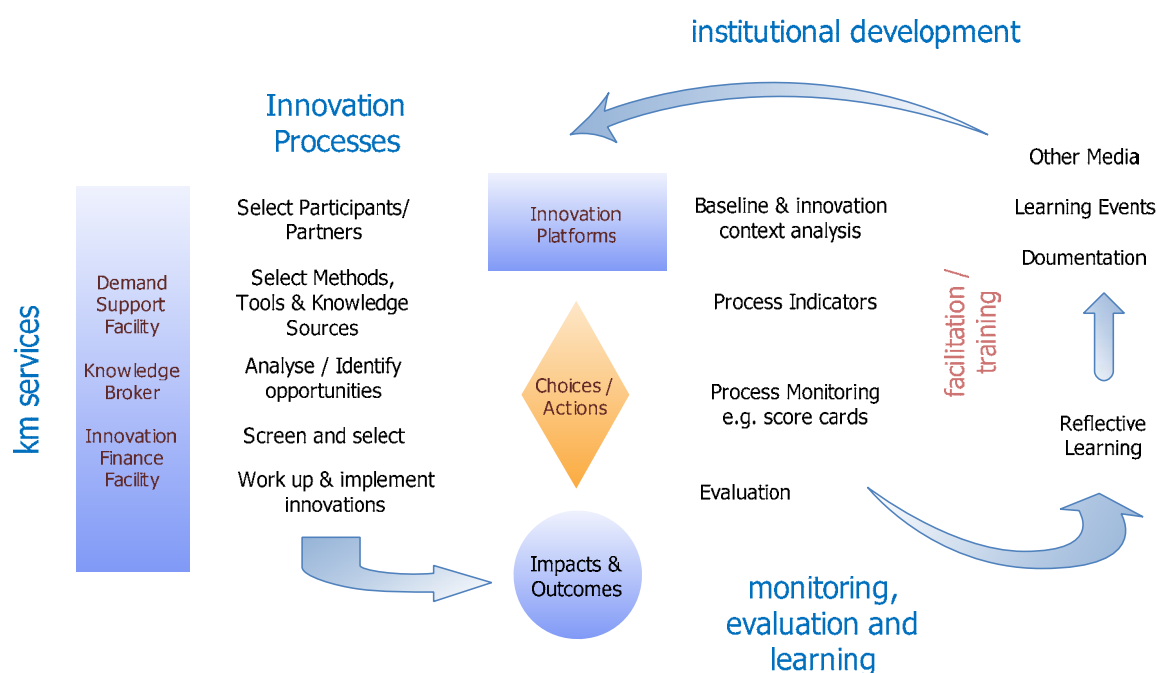 institutional development
Innovation
Processes
km services
Demand
Support
Facility
Knowledge
Broker
Innovation
Finance
Facility
Select Participants/
Partners
Select Methods,
Tools & Knowledge
Sources
Analyse / Identify
opportunities
Screen and select
Work up & implement
innovations
Innovation
Platforms
Choices /
Actions
Impacts &
Outcomes
Baseline & innovation
context analysis
Process Indicators
Process Monitoring
e.g. score cards
Evaluation
monitoring,
evaluation and
learning
facilitation /
training
Other Media
Learning Events
Doumentation
Reflective
Learning